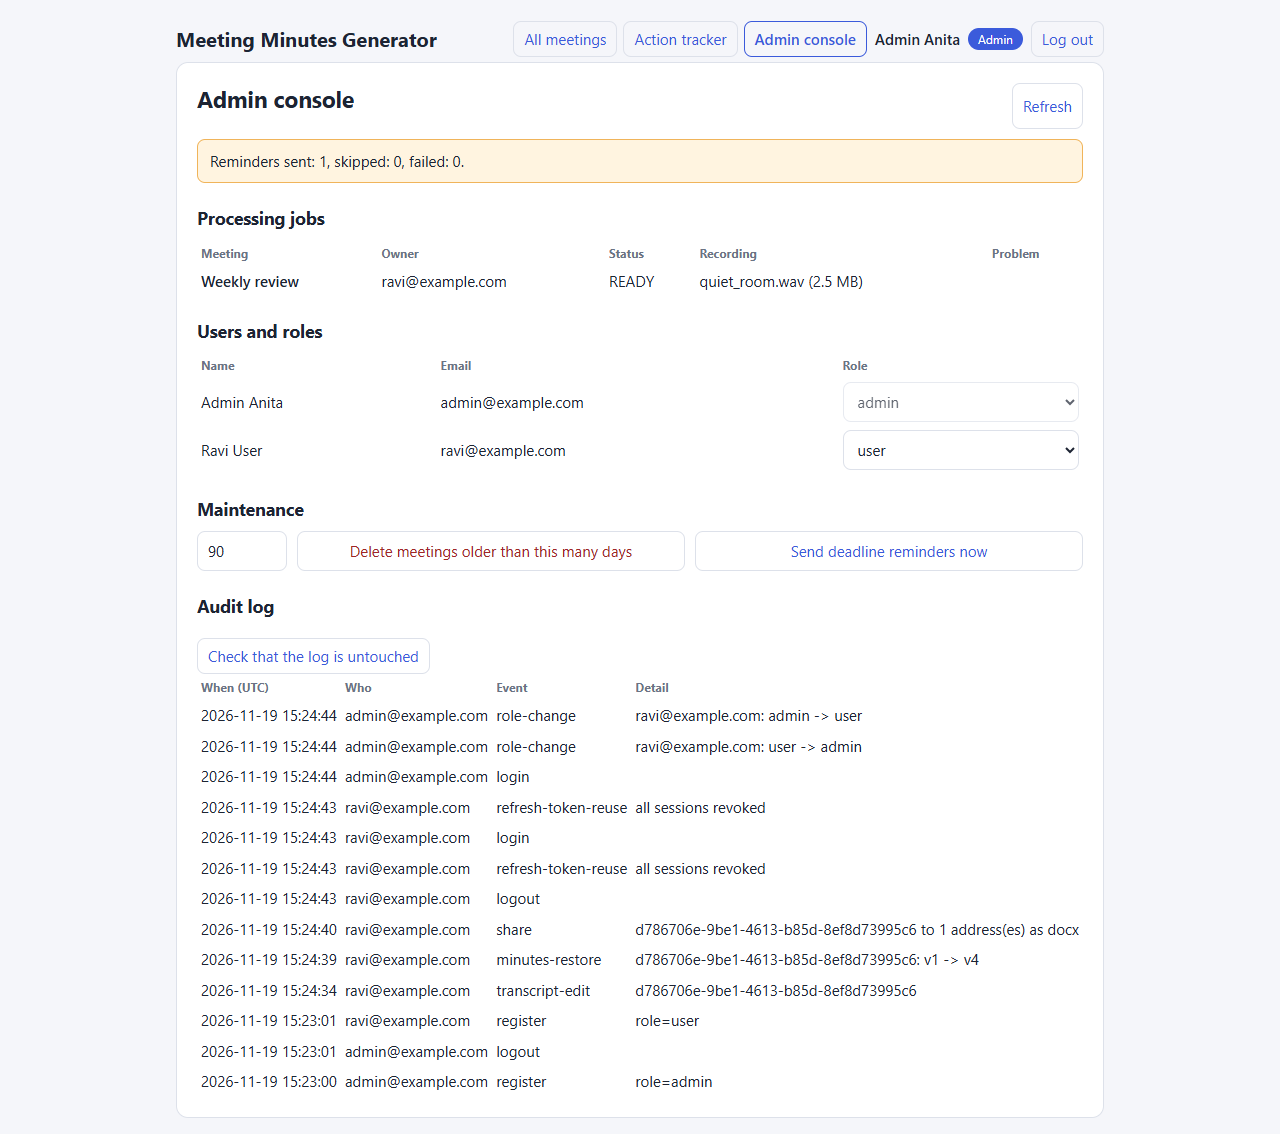 Meeting Minutes Generator All meetings Action tracker Admin console Admin Anita Admin Log out
Admin console Refresh
Reminders sent: 1, skipped: 0, failed: 0.
Processing jobs
Meeting Owner Status Recording Problem
Weekly review ravi@example.com READY quiet_room.wav (2.5 MB)
Users and roles
Name Email Role
Admin Anita admin@example.com admin
Ravi User ravi@example.com user
Maintenance
90 Delete meetings older than this many days Send deadline reminders now
Audit log
Check that the log is untouched
When (UTC) Who Event Detail
2026-11-19 15:24:44 admin@example.com role-change ravi@example.com: admin -> user
2026-11-19 15:24:44 admin@example.com role-change ravi@example.com: user -> admin
2026-11-19 15:24:44 admin@example.com login
2026-11-19 15:24:43 ravi@example.com refresh-token-reuse all sessions revoked
2026-11-19 15:24:43 ravi@example.com login
2026-11-19 15:24:43 ravi@example.com refresh-token-reuse all sessions revoked
2026-11-19 15:24:43 ravi@example.com logout
2026-11-19 15:24:40 ravi@example.com share d786706e-9be1-4613-b85d-8ef8d73995c6 to 1 address(es) as docx
2026-11-19 15:24:39 ravi@example.com minutes-restore d786706e-9be1-4613-b85d-8ef8d73995c6: v1 -> v4
2026-11-19 15:24:34 ravi@example.com transcript-edit d786706e-9be1-4613-b85d-8ef8d73995c6
2026-11-19 15:23:01 ravi@example.com register role=user
2026-11-19 15:23:01 admin@example.com logout
2026-11-19 15:23:00 admin@example.com register role=admin